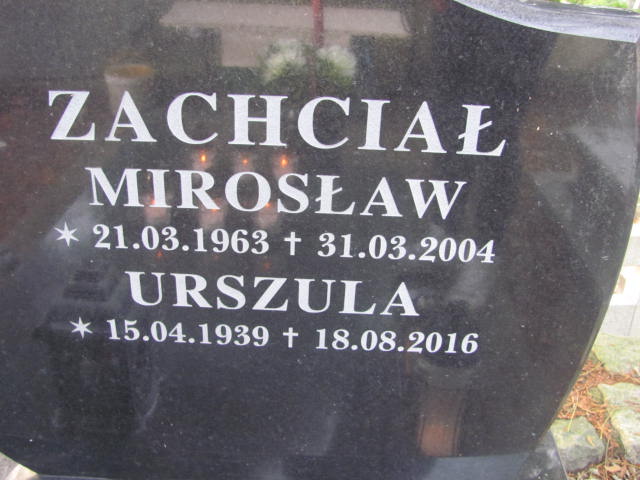 ZACHCIAŁ
MIROSŁAW
✶ 21.03.1963 † 31.03.2004
URSZULA
✶ 15.04.1939 † 18.08.2016